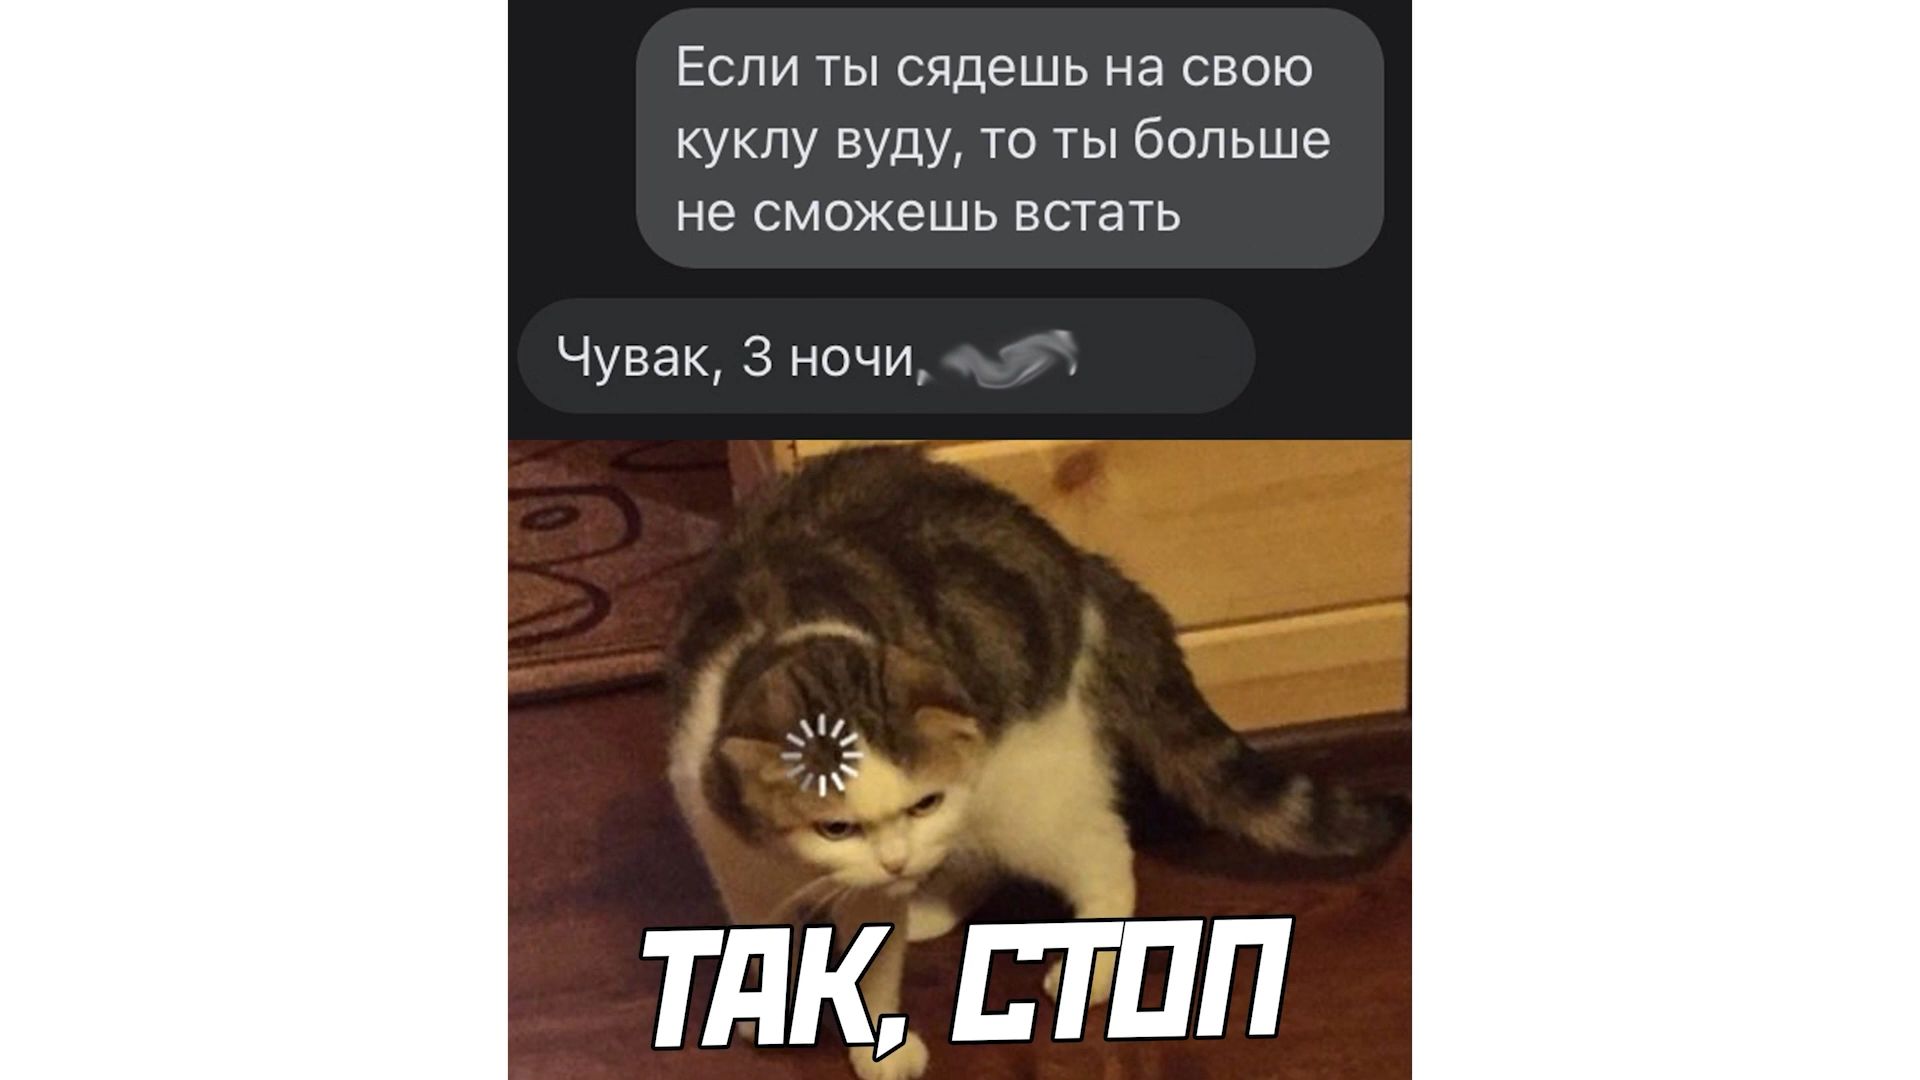 Если ты сядешь на свою
куклу вуду, то ты больше
не сможешь встать
Чувак, 3 ночи,
ТАК, СТОП